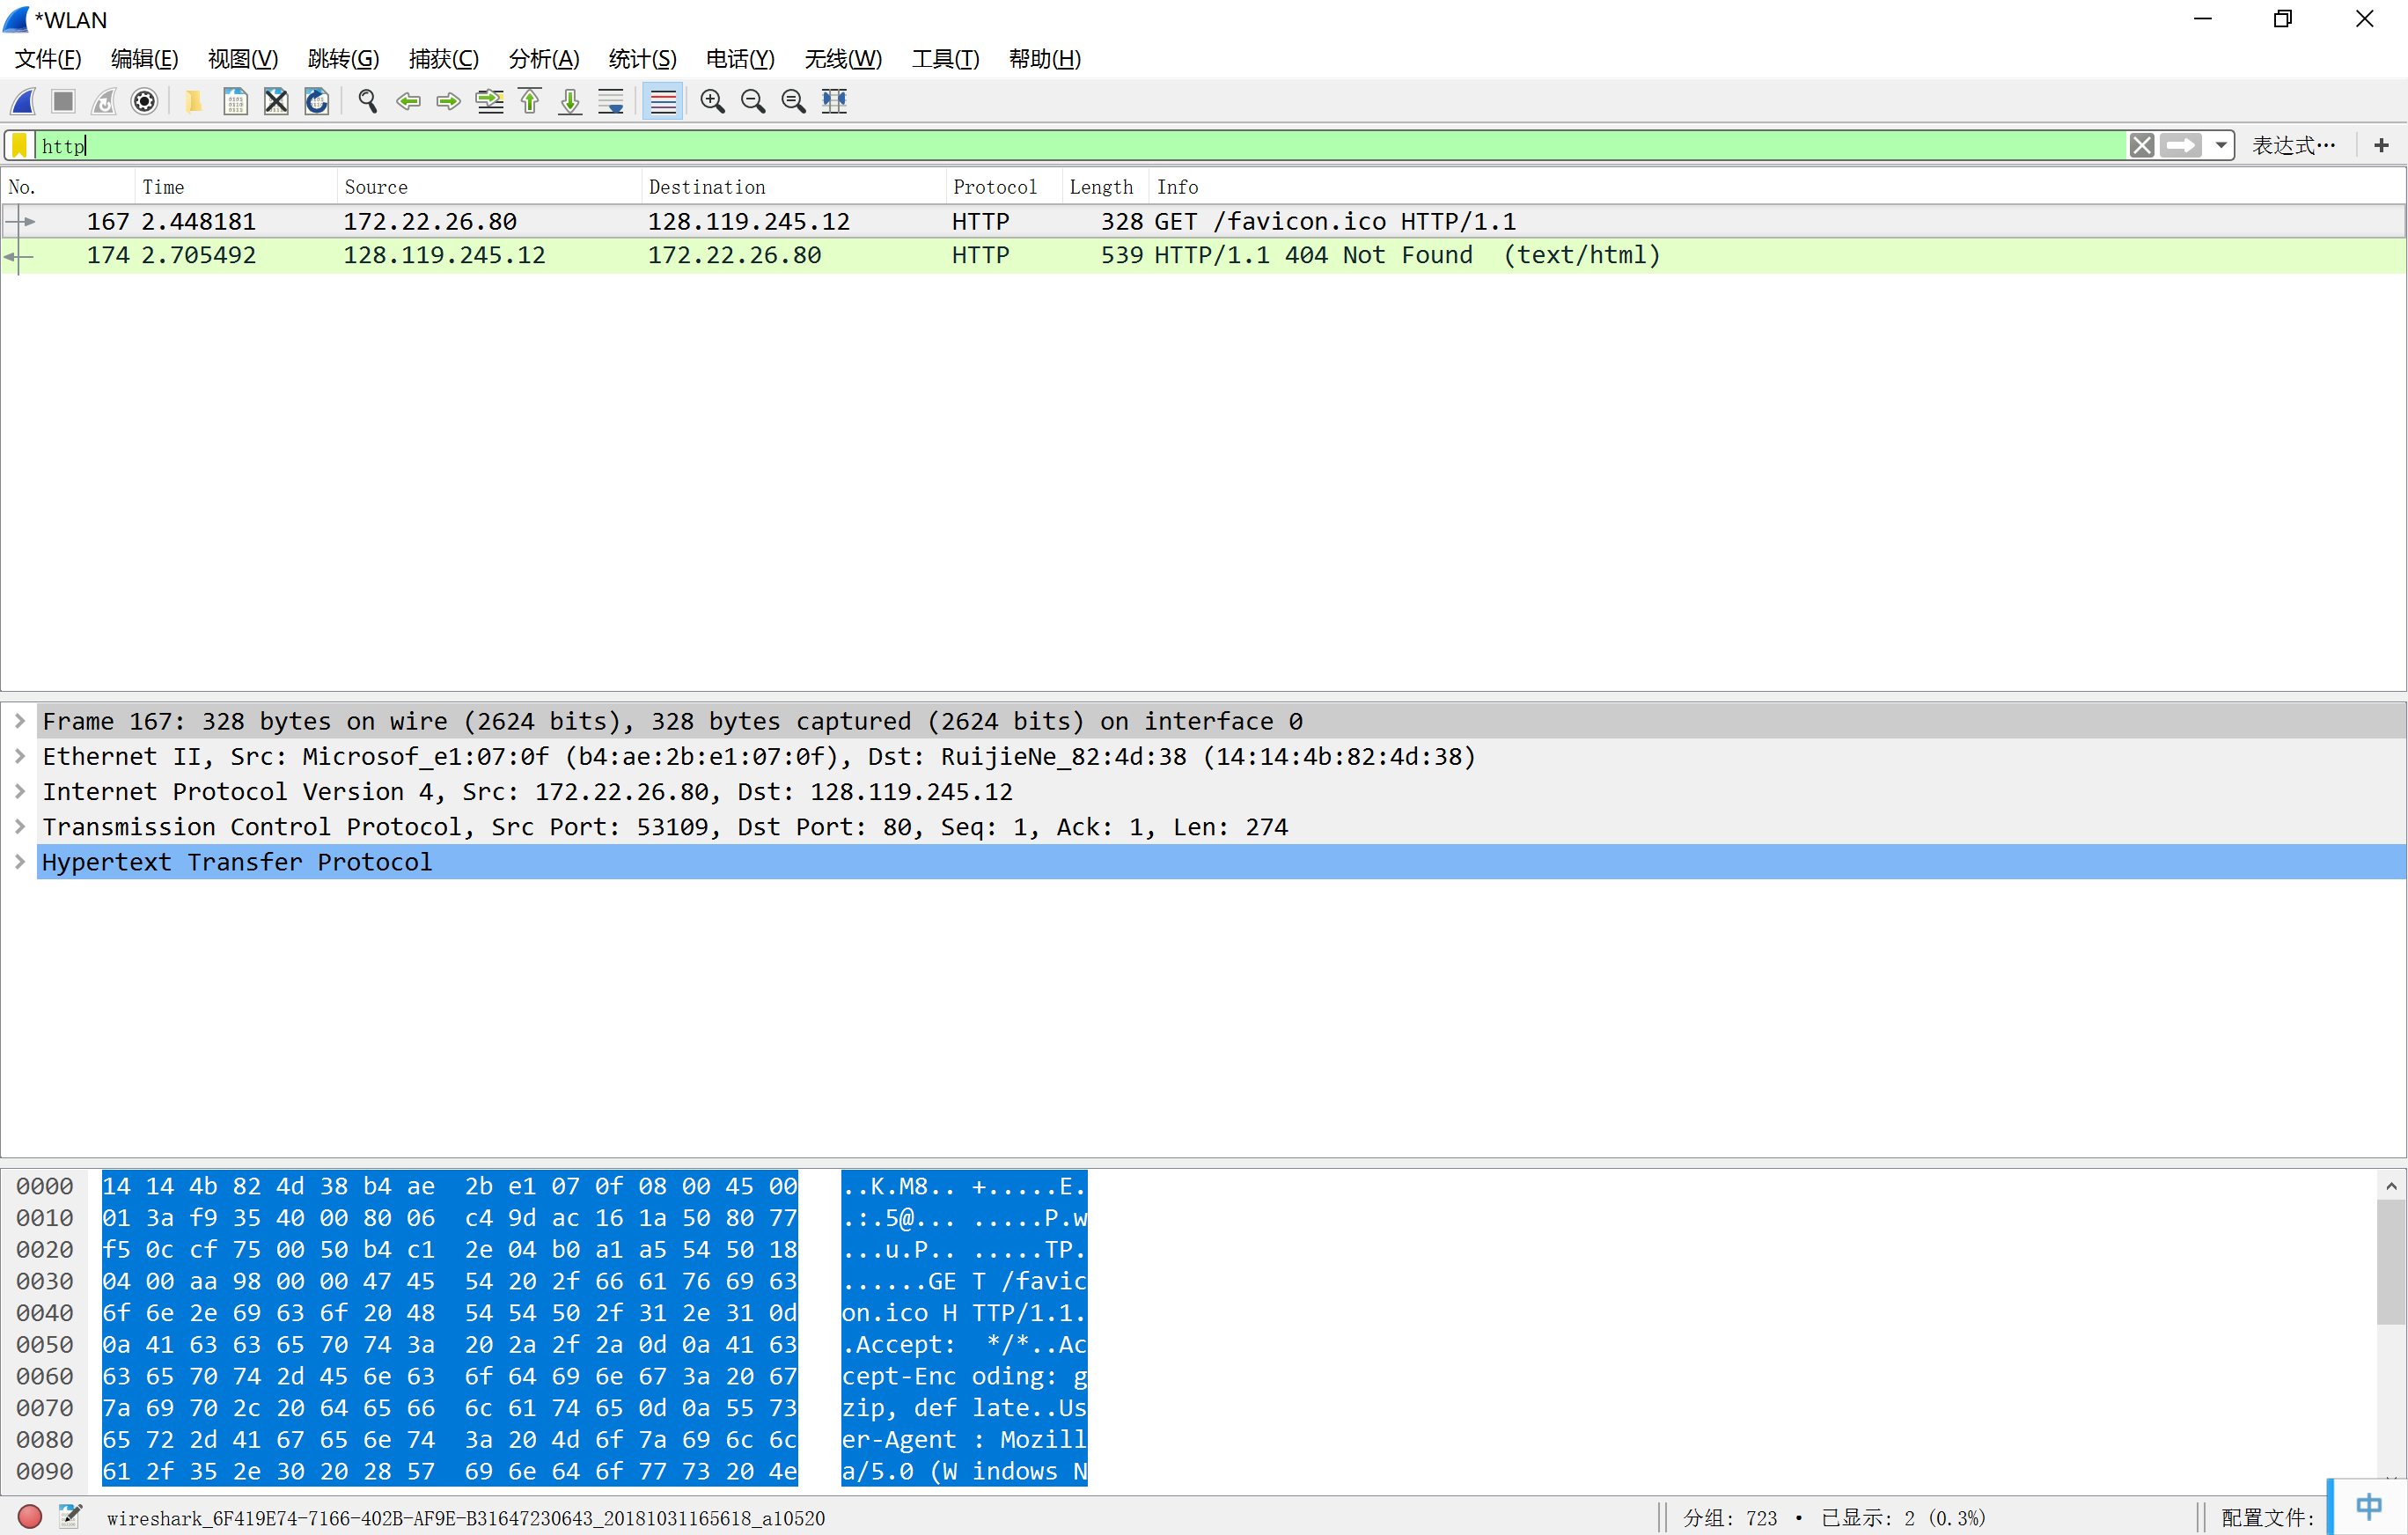 *WLAN
文件(F) 编辑(E) 视图(V) 跳转(G) 捕获(C) 分析(A) 统计(S) 电话(Y) 无线(W) 工具(T) 帮助(H)
http 表达式… +
No. Time Source Destination Protocol Length Info
167 2.448181 172.22.26.80 128.119.245.12 HTTP 328 GET /favicon.ico HTTP/1.1
174 2.705492 128.119.245.12 172.22.26.80 HTTP 539 HTTP/1.1 404 Not Found (text/html)
Frame 167: 328 bytes on wire (2624 bits), 328 bytes captured (2624 bits) on interface 0
Ethernet II, Src: Microsof_e1:07:0f (b4:ae:2b:e1:07:0f), Dst: RuijieNe_82:4d:38 (14:14:4b:82:4d:38)
Internet Protocol Version 4, Src: 172.22.26.80, Dst: 128.119.245.12
Transmission Control Protocol, Src Port: 53109, Dst Port: 80, Seq: 1, Ack: 1, Len: 274
Hypertext Transfer Protocol
0000 14 14 4b 82 4d 38 b4 ae 2b e1 07 0f 08 00 45 00 ..K.M8.. +.....E.
0010 01 3a f9 35 40 00 80 06 c4 9d ac 16 1a 50 80 77 .:.5@... .....P.w
0020 f5 0c cf 75 00 50 b4 c1 2e 04 b0 a1 a5 54 50 18 ...u.P.. .....TP.
0030 04 00 aa 98 00 00 47 45 54 20 2f 66 61 76 69 63 ......GE T /favic
0040 6f 6e 2e 69 63 6f 20 48 54 54 50 2f 31 2e 31 0d on.ico H TTP/1.1.
0050 0a 41 63 63 65 70 74 3a 20 2a 2f 2a 0d 0a 41 63 .Accept: */*..Ac
0060 63 65 70 74 2d 45 6e 63 6f 64 69 6e 67 3a 20 67 cept-Enc oding: g
0070 7a 69 70 2c 20 64 65 66 6c 61 74 65 0d 0a 55 73 zip, def late..Us
0080 65 72 2d 41 67 65 6e 74 3a 20 4d 6f 7a 69 6c 6c er-Agent : Mozill
0090 61 2f 35 2e 30 20 28 57 69 6e 64 6f 77 73 20 4e a/5.0 (W indows N
wireshark_6F419E74-7166-402B-AF9E-B31647230643_20181031165618_a10520 分组: 723 · 已显示: 2 (0.3%) 配置文件: 中